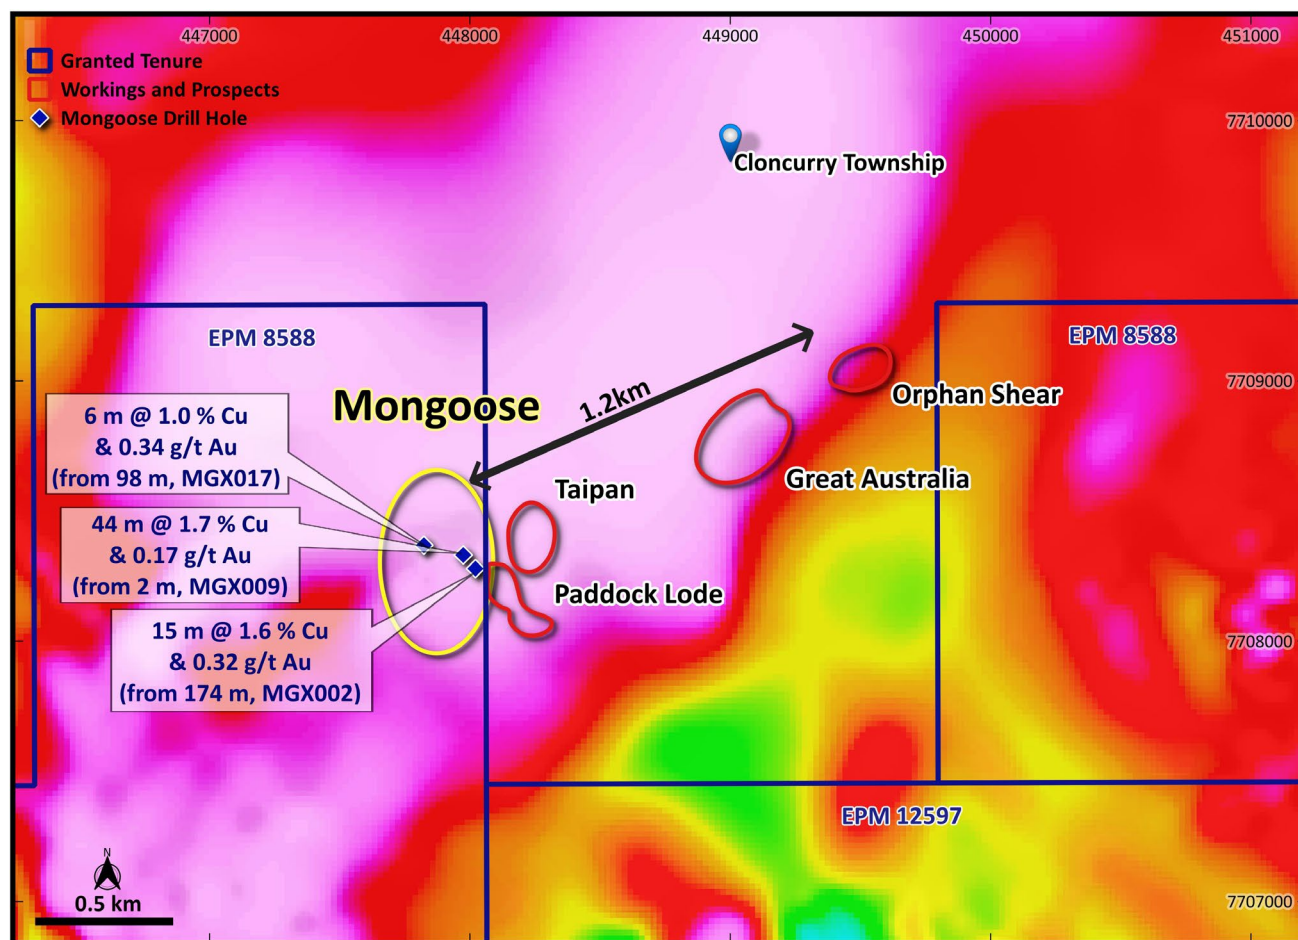 447000
448000
449000
450000
451000
Granted Tenure
Workings and Prospects
Mongoose Drill Hole
7710000
Cloncurry Township
EPM 8588
EPM 8588
7709000
1.2km
Orphan Shear
Mongoose
6 m @ 1.0 % Cu
& 0.34 g/t Au
(from 98 m, MGX017)
Great Australia
Taipan
44 m @ 1.7 % Cu
& 0.17 g/t Au
(from 2 m, MGX009)
Paddock Lode
15 m @ 1.6 % Cu
& 0.32 g/t Au
(from 174 m, MGX002)
7708000
EPM 12597
N
0.5 km
7707000